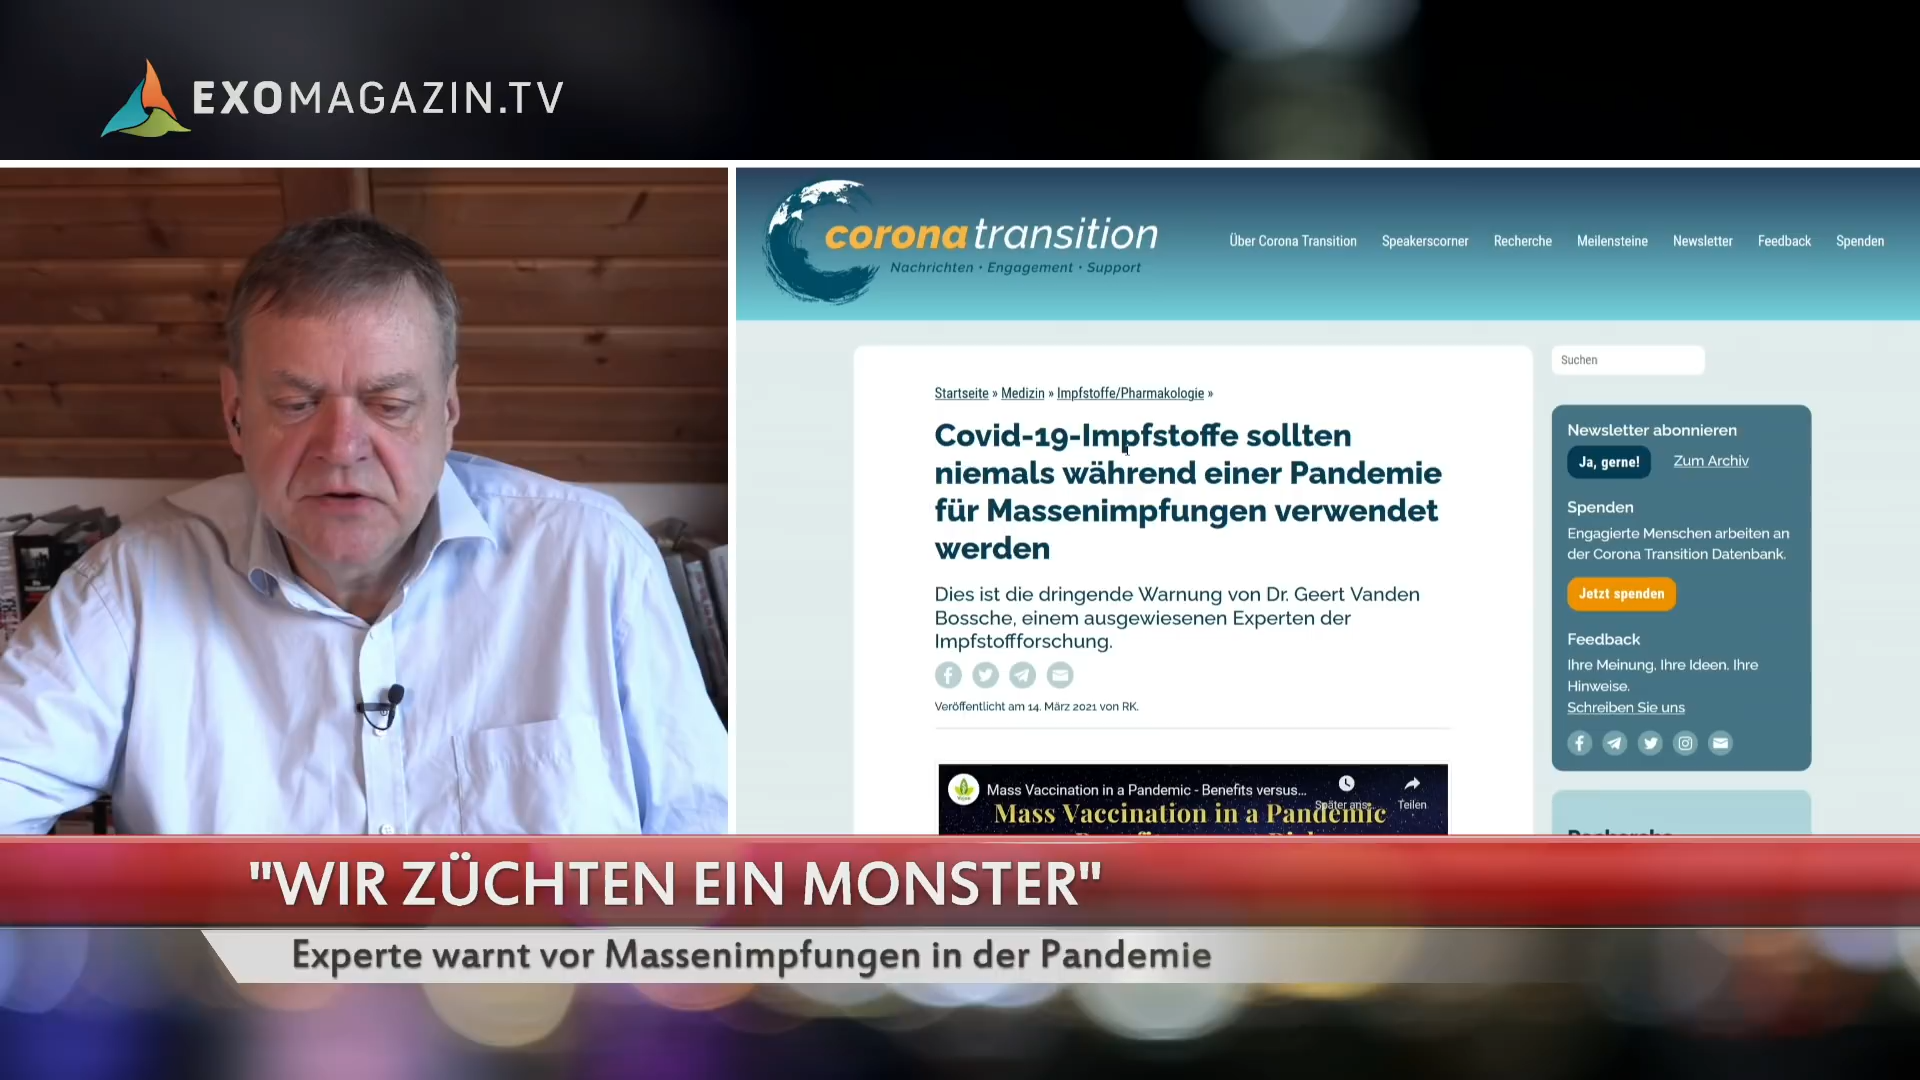 EXOMAGAZIN.TV
corona transition
Nachrichten • Engagement • Support
Über Corona Transition Speakerscorner Recherche Meilensteine Newsletter Feedback Spenden
Startseite » Medizin » Impfstoffe/Pharmakologie »
Covid-19-Impfstoffe sollten
niemals während einer Pandemie
für Massenimpfungen verwendet
werden
Dies ist die dringende Warnung von Dr. Geert Vanden
Bossche, einem ausgewiesenen Experten der
Impfstoffforschung.
Veröffentlicht am 14. März 2021 von RK.
Mass Vaccination in a Pandemic - Benefits versus...
Später ans...
Teilen
Mass Vaccination in a Pandemic
Suchen
Newsletter abonnieren
Ja, gerne! Zum Archiv
Spenden
Engagierte Menschen arbeiten an
der Corona Transition Datenbank.
Jetzt spenden
Feedback
Ihre Meinung. Ihre Ideen. Ihre
Hinweise.
Schreiben Sie uns
"WIR ZÜCHTEN EIN MONSTER"
Experte warnt vor Massenimpfungen in der Pandemie